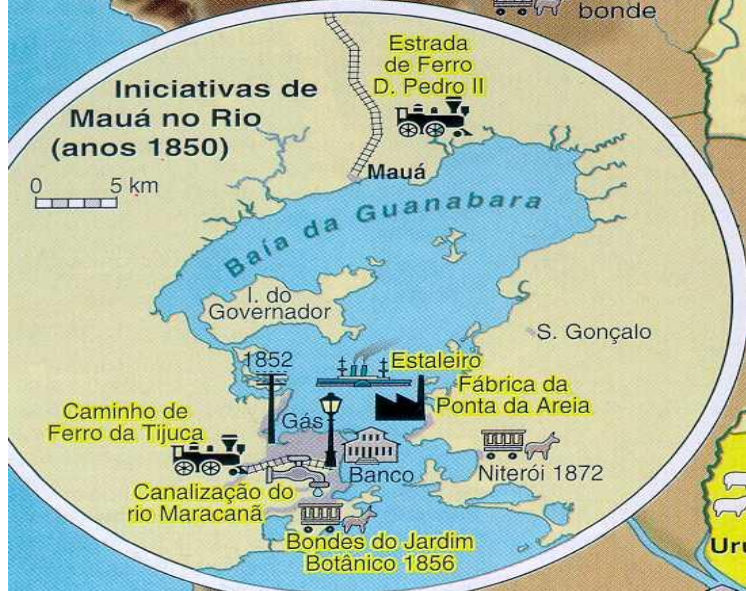 bonde
Iniciativas de
Mauá no Rio
(anos 1850)
0 5 km
Estrada
de Ferro
D. Pedro II
Mauá
Baía da Guanabara
I. do
Governador
S. Gonçalo
1852
Estaleiro
Fábrica da
Ponta da Areia
Caminho de
Ferro da Tijuca
Gás
Banco
Niterói 1872
Canalização do
rio Maracanã
Bondes do Jardim
Botânico 1856
Uru